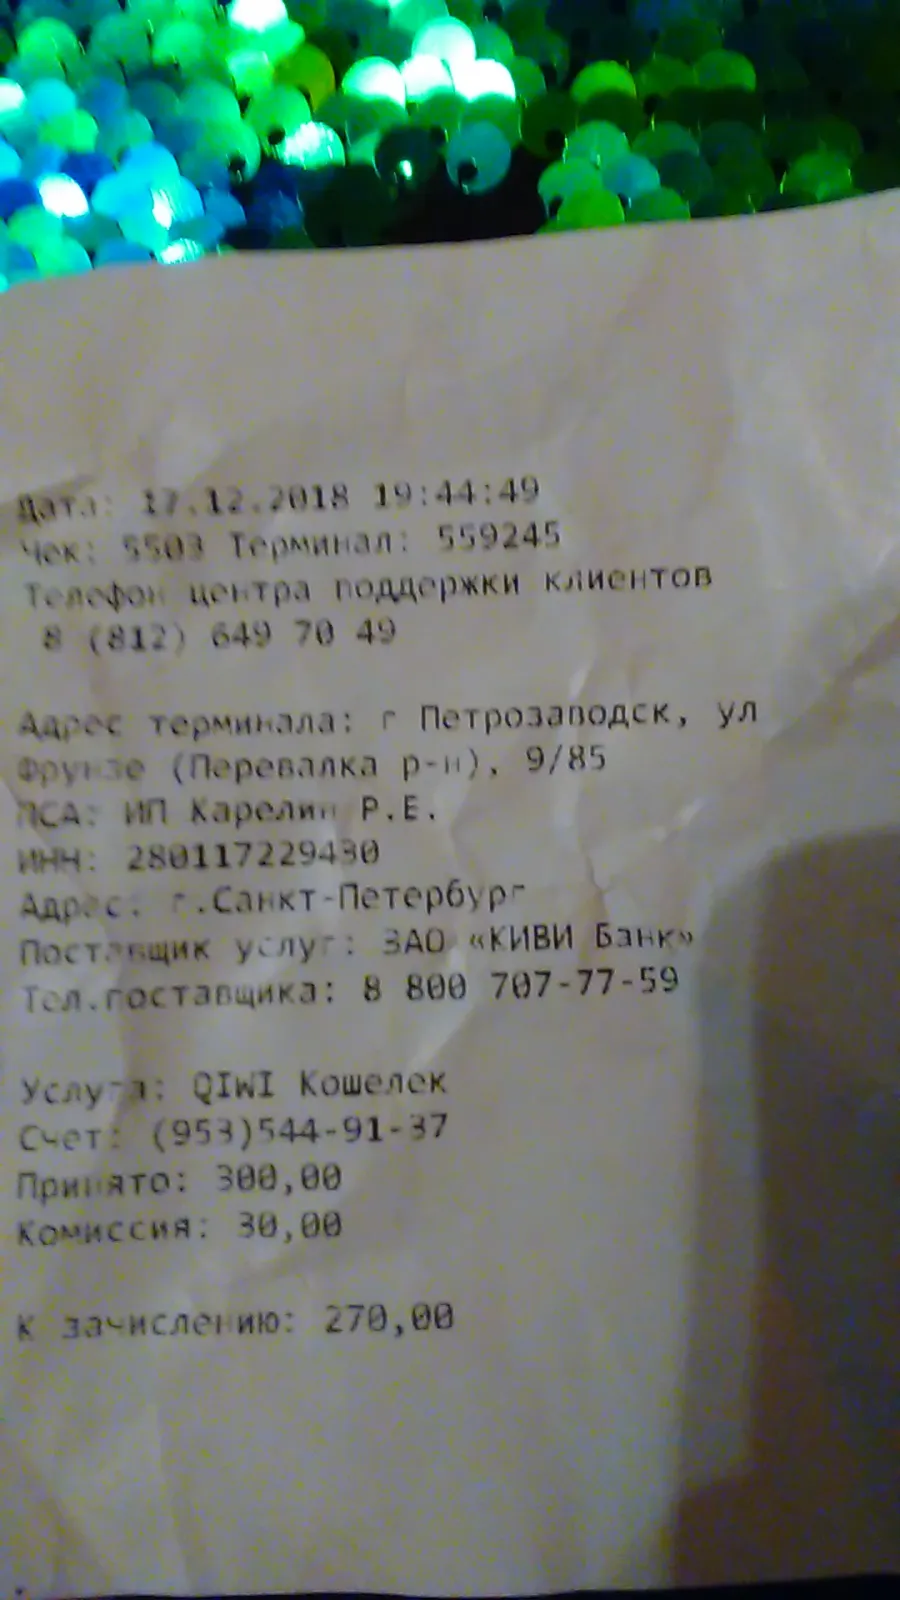 Дата: 17.12.2018 19:44:49
Чек: 5503 Терминал: 559245
Телефон центра поддержки клиентов
8 (812) 649 70 49
Адрес терминала: г Петрозаводск, ул
Фрунзе (Перевалка р-н), 9/85
ПСА: ИП Карелин Р.Е.
ИНН: 280117229430
Адрес: г.Санкт-Петербург
Поставщик услуг: ЗАО «КИВИ Банк»
Тел.поставщика: 8 800 707-77-59
Услуга: QIWI Кошелек
Счет: (953)544-91-37
Принято: 300,00
Комиссия: 30,00
К зачислению: 270,00